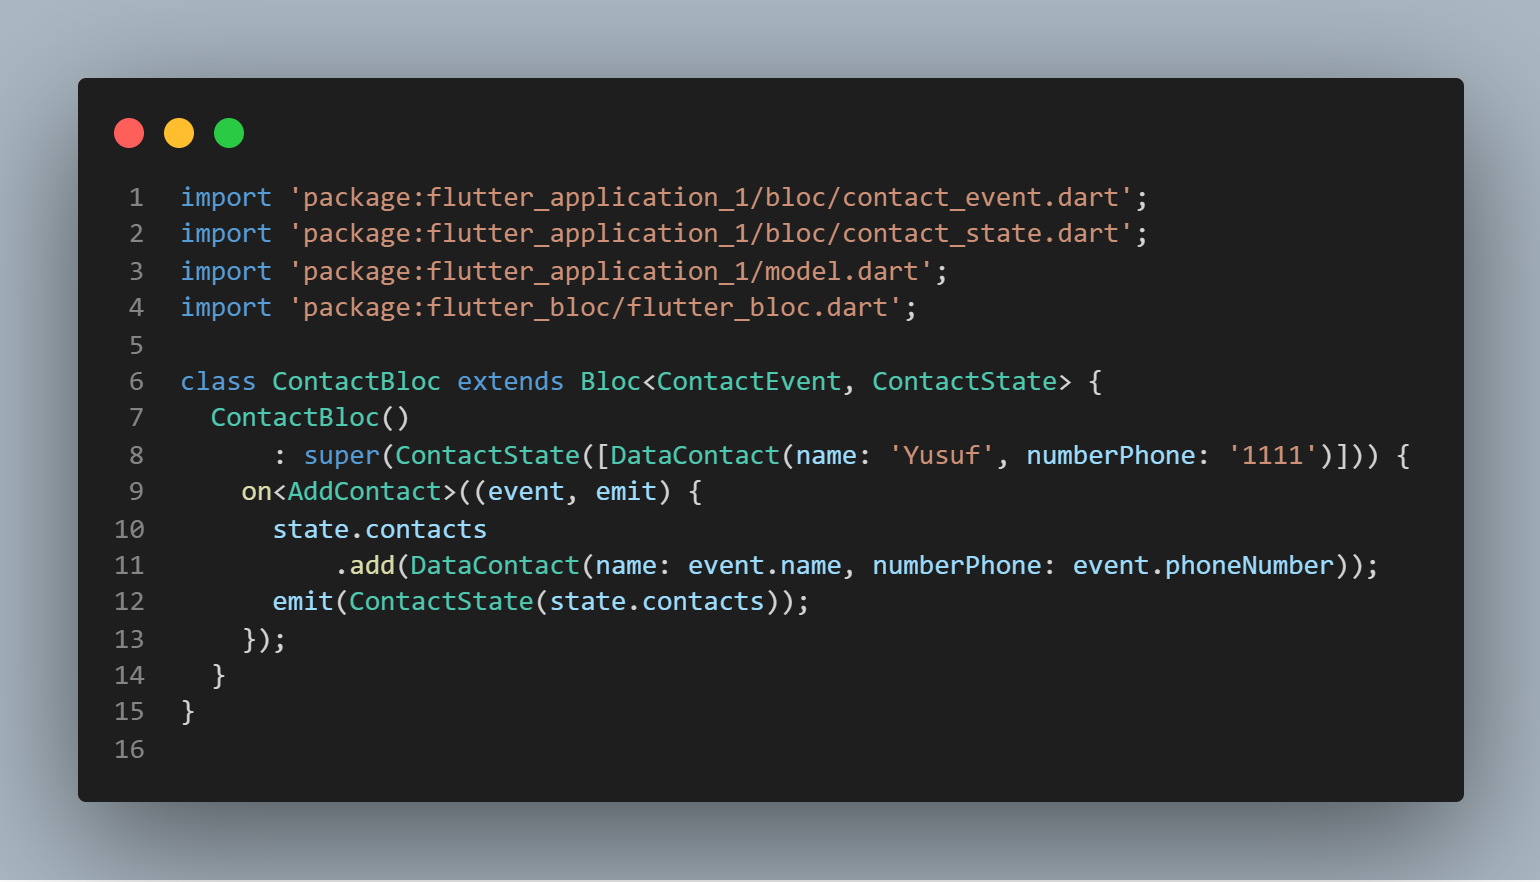 1 import 'package:flutter_application_1/bloc/contact_event.dart';
2 import 'package:flutter_application_1/bloc/contact_state.dart';
3 import 'package:flutter_application_1/model.dart';
4 import 'package:flutter_bloc/flutter_bloc.dart';
5
6 class ContactBloc extends Bloc<ContactEvent, ContactState> {
7   ContactBloc()
8       : super(ContactState([DataContact(name: 'Yusuf', numberPhone: '1111')])) {
9     on<AddContact>((event, emit) {
10       state.contacts
11           .add(DataContact(name: event.name, numberPhone: event.phoneNumber));
12       emit(ContactState(state.contacts));
13     });
14   }
15 }
16